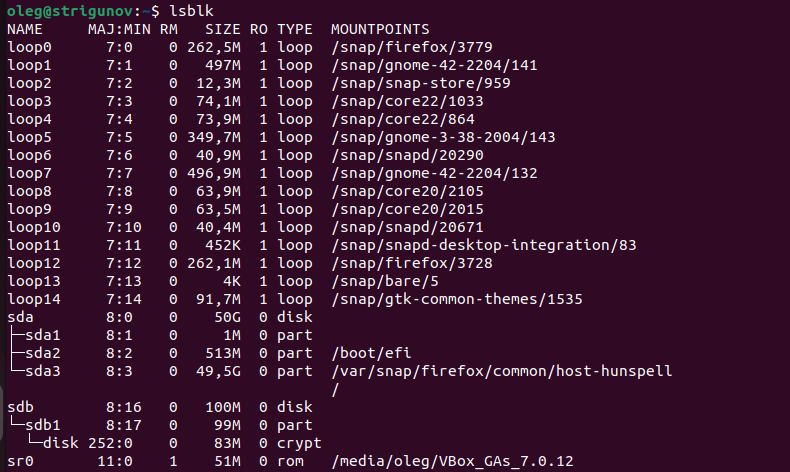 oleg@strigunov:~$ lsblk
NAME      MAJ:MIN RM   SIZE RO TYPE  MOUNTPOINTS
loop0       7:0    0 262,5M  1 loop  /snap/firefox/3779
loop1       7:1    0   497M  1 loop  /snap/gnome-42-2204/141
loop2       7:2    0  12,3M  1 loop  /snap/snap-store/959
loop3       7:3    0  74,1M  1 loop  /snap/core22/1033
loop4       7:4    0  73,9M  1 loop  /snap/core22/864
loop5       7:5    0 349,7M  1 loop  /snap/gnome-3-38-2004/143
loop6       7:6    0  40,9M  1 loop  /snap/snapd/20290
loop7       7:7    0 496,9M  1 loop  /snap/gnome-42-2204/132
loop8       7:8    0  63,9M  1 loop  /snap/core20/2105
loop9       7:9    0  63,5M  1 loop  /snap/core20/2015
loop10      7:10   0  40,4M  1 loop  /snap/snapd/20671
loop11      7:11   0   452K  1 loop  /snap/snapd-desktop-integration/83
loop12      7:12   0 262,1M  1 loop  /snap/firefox/3728
loop13      7:13   0     4K  1 loop  /snap/bare/5
loop14      7:14   0  91,7M  1 loop  /snap/gtk-common-themes/1535
sda         8:0    0    50G  0 disk
├─sda1      8:1    0     1M  0 part
├─sda2      8:2    0   513M  0 part  /boot/efi
└─sda3      8:3    0  49,5G  0 part  /var/snap/firefox/common/host-hunspell
                                     /
sdb         8:16   0   100M  0 disk
└─sdb1      8:17   0    99M  0 part
  └─disk  252:0    0    83M  0 crypt
sr0        11:0    1    51M  0 rom   /media/oleg/VBox_GAs_7.0.12